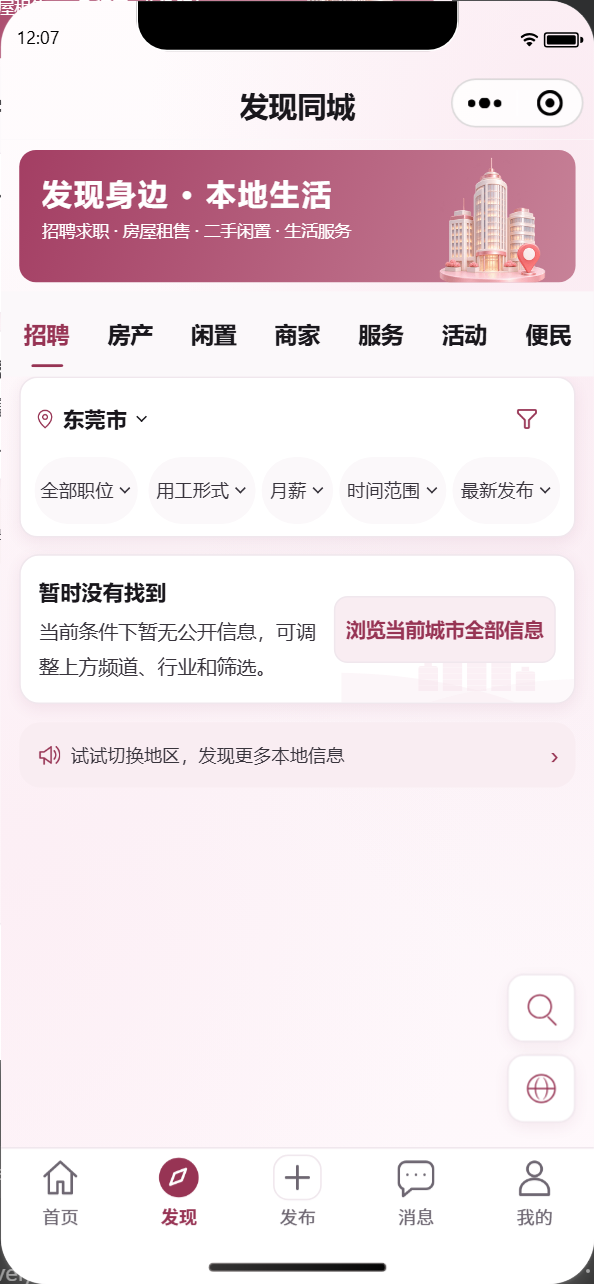 12:07
发现同城
发现身边·本地生活
招聘求职·房屋租售·二手闲置·生活服务
招聘 房产 闲置 商家 服务 活动 便民
东莞市
全部职位 用工形式 月薪 时间范围 最新发布
暂时没有找到
当前条件下暂无公开信息，可调
整上方频道、行业和筛选。
浏览当前城市全部信息
试试切换地区，发现更多本地信息
首页 发现 发布 消息 我的